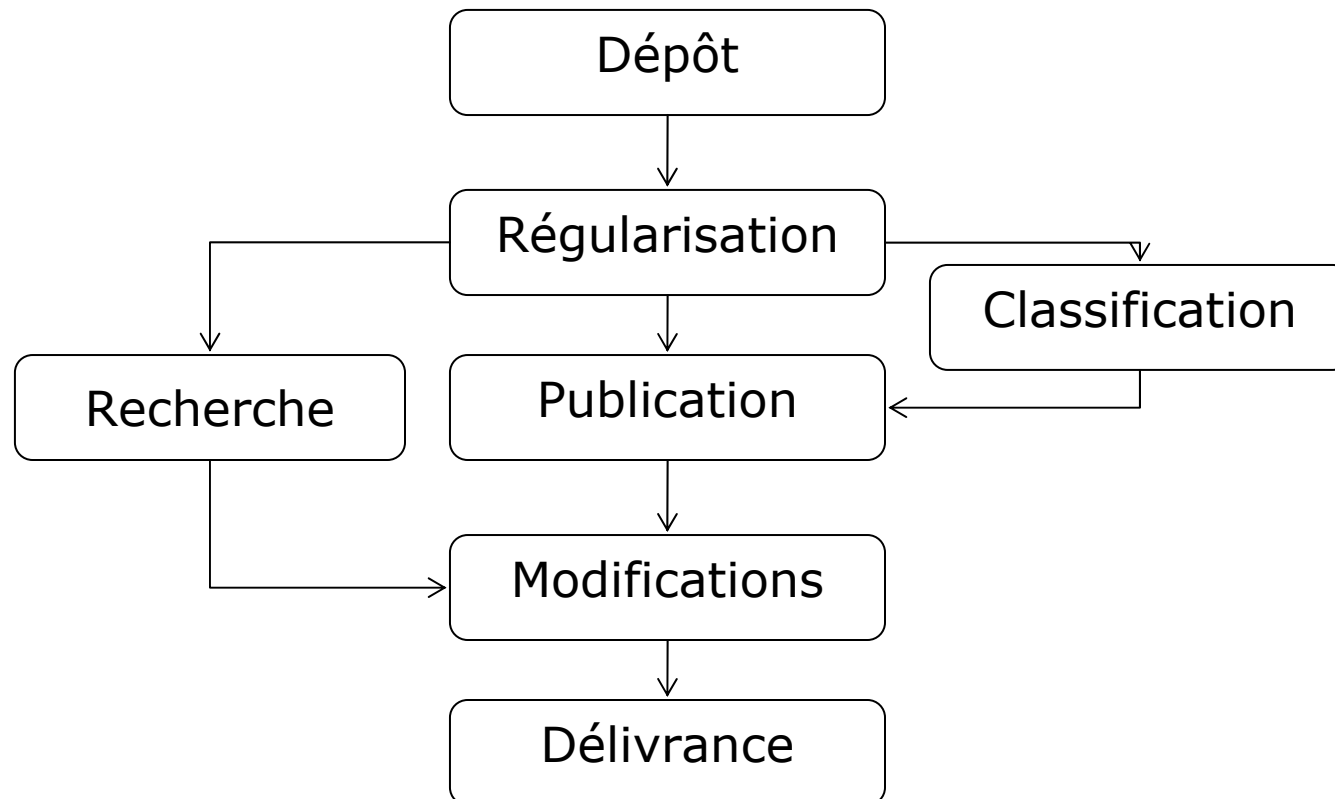 Dépôt
Régularisation
Classification
Recherche
Publication
Modifications
Délivrance